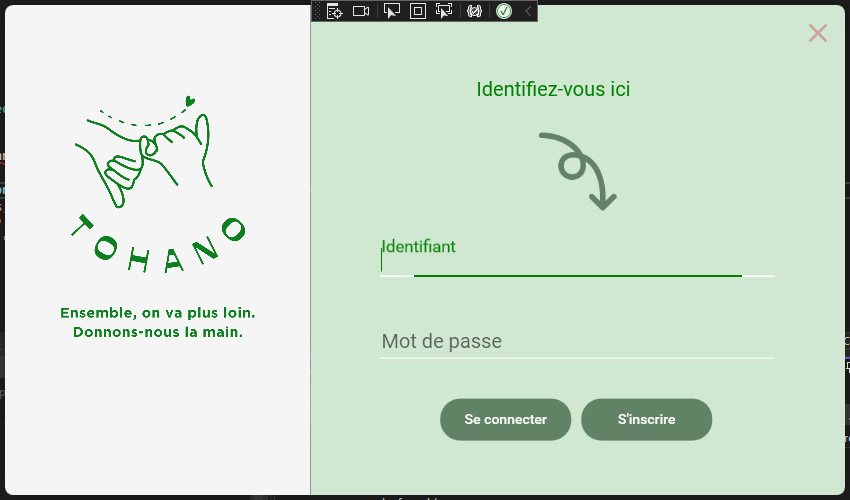 TOHANO
Ensemble, on va plus loin.
Donnons-nous la main.
Identifiez-vous ici
Identifiant
Mot de passe
Se connecter
S'inscrire